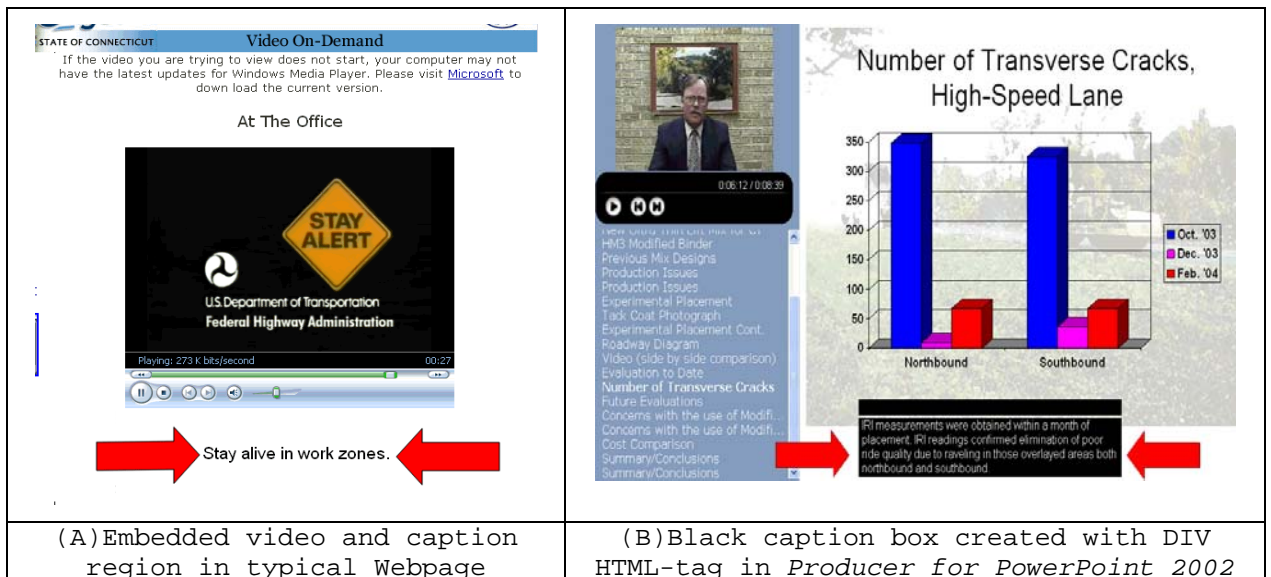 STATE OF CONNECTICUT
Video On-Demand
If the video you are trying to view does not start, your computer may not
have the latest updates for Windows Media Player. Please visit Microsoft to
down load the current version.
At The Office
STAY
ALERT
U.S. Department of Transportation
Federal Highway Administration
Playing: 273 K bits/second
00:27
Stay alive in work zones.
(A)Embedded video and caption
region in typical Webpage
0:06:12 / 0:08:39
HM3 Modified Binder
Previous Mix Designs
Production Issues
Production Issues
Experimental Placement
Tack Coat Photograph
Experimental Placement Cont.
Roadway Diagram
Video (side by side comparison)
Evaluation to Date
Number of Transverse Cracks
Future Evaluations
Concerns with the use of Modifi...
Concerns with the use of Modifi...
Cost Comparison
Summary/Conclusions
Summary/Conclusions
Number of Transverse Cracks,
High-Speed Lane
350
300
250
200
150
100
50
0
Northbound
Southbound
Oct. '03
Dec. '03
Feb. '04
IRI measurements were obtained within a month of
placement. IRI readings confirmed elimination of poor
ride quality due to raveling in those overlayed areas both
northbound and southbound.
(B)Black caption box created with DIV
HTML-tag in Producer for PowerPoint 2002